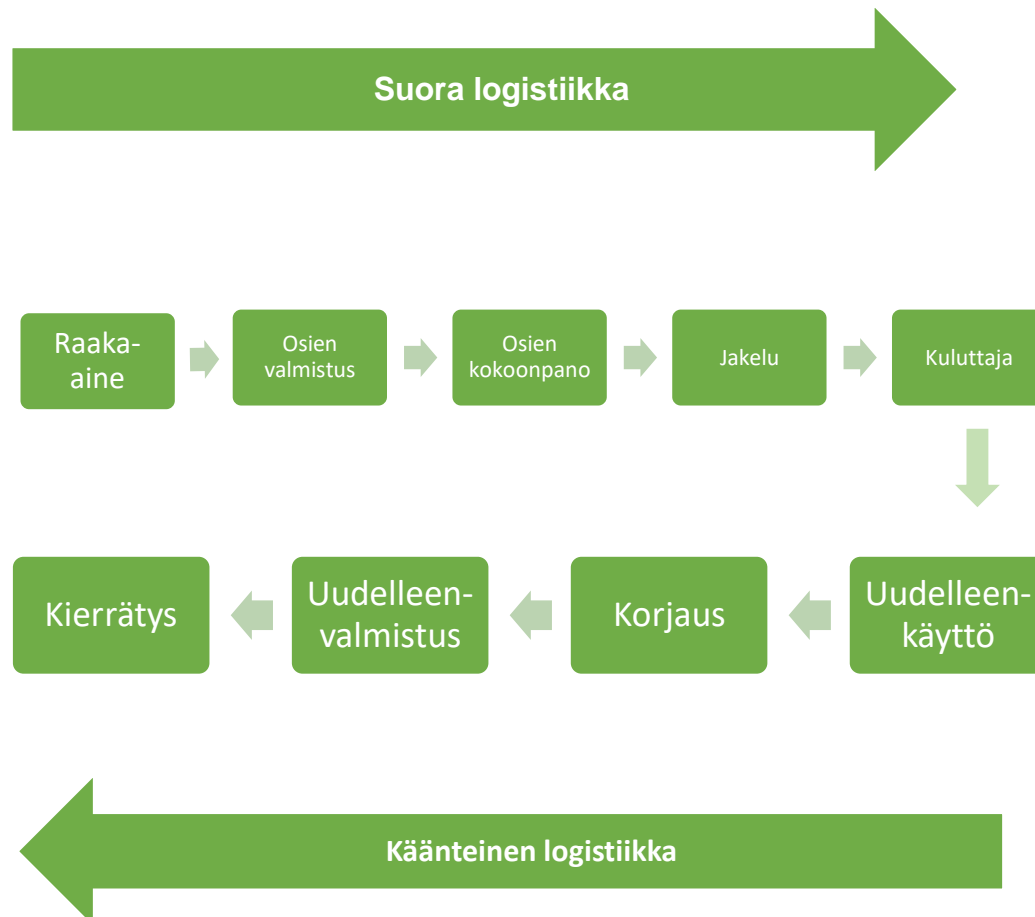 Suora logistiikka
Raaka-
aine
Osien
valmistus
Osien
kokoonpano
Jakelu
Kuluttaja
Kierrätys
Uudelleen-
valmistus
Korjaus
Uudelleen-
käyttö
Käänteinen logistiikka